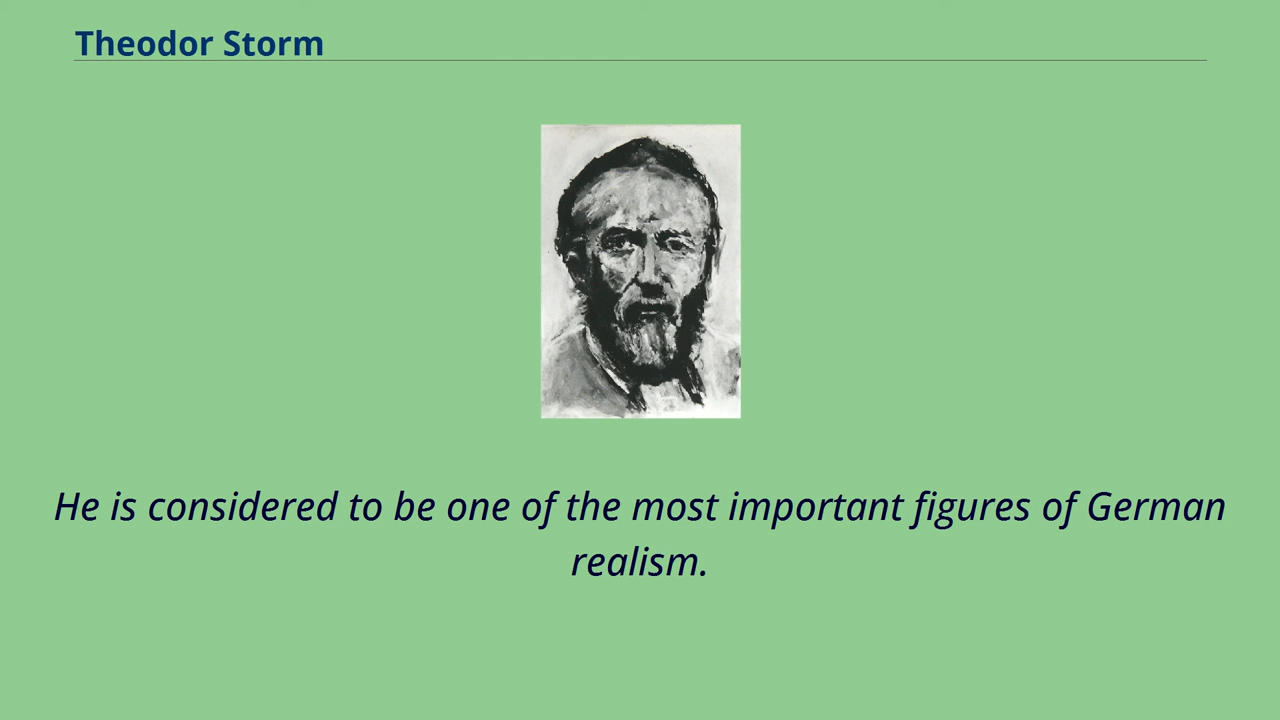 Theodor Storm
He is considered to be one of the most important figures of German
realism.